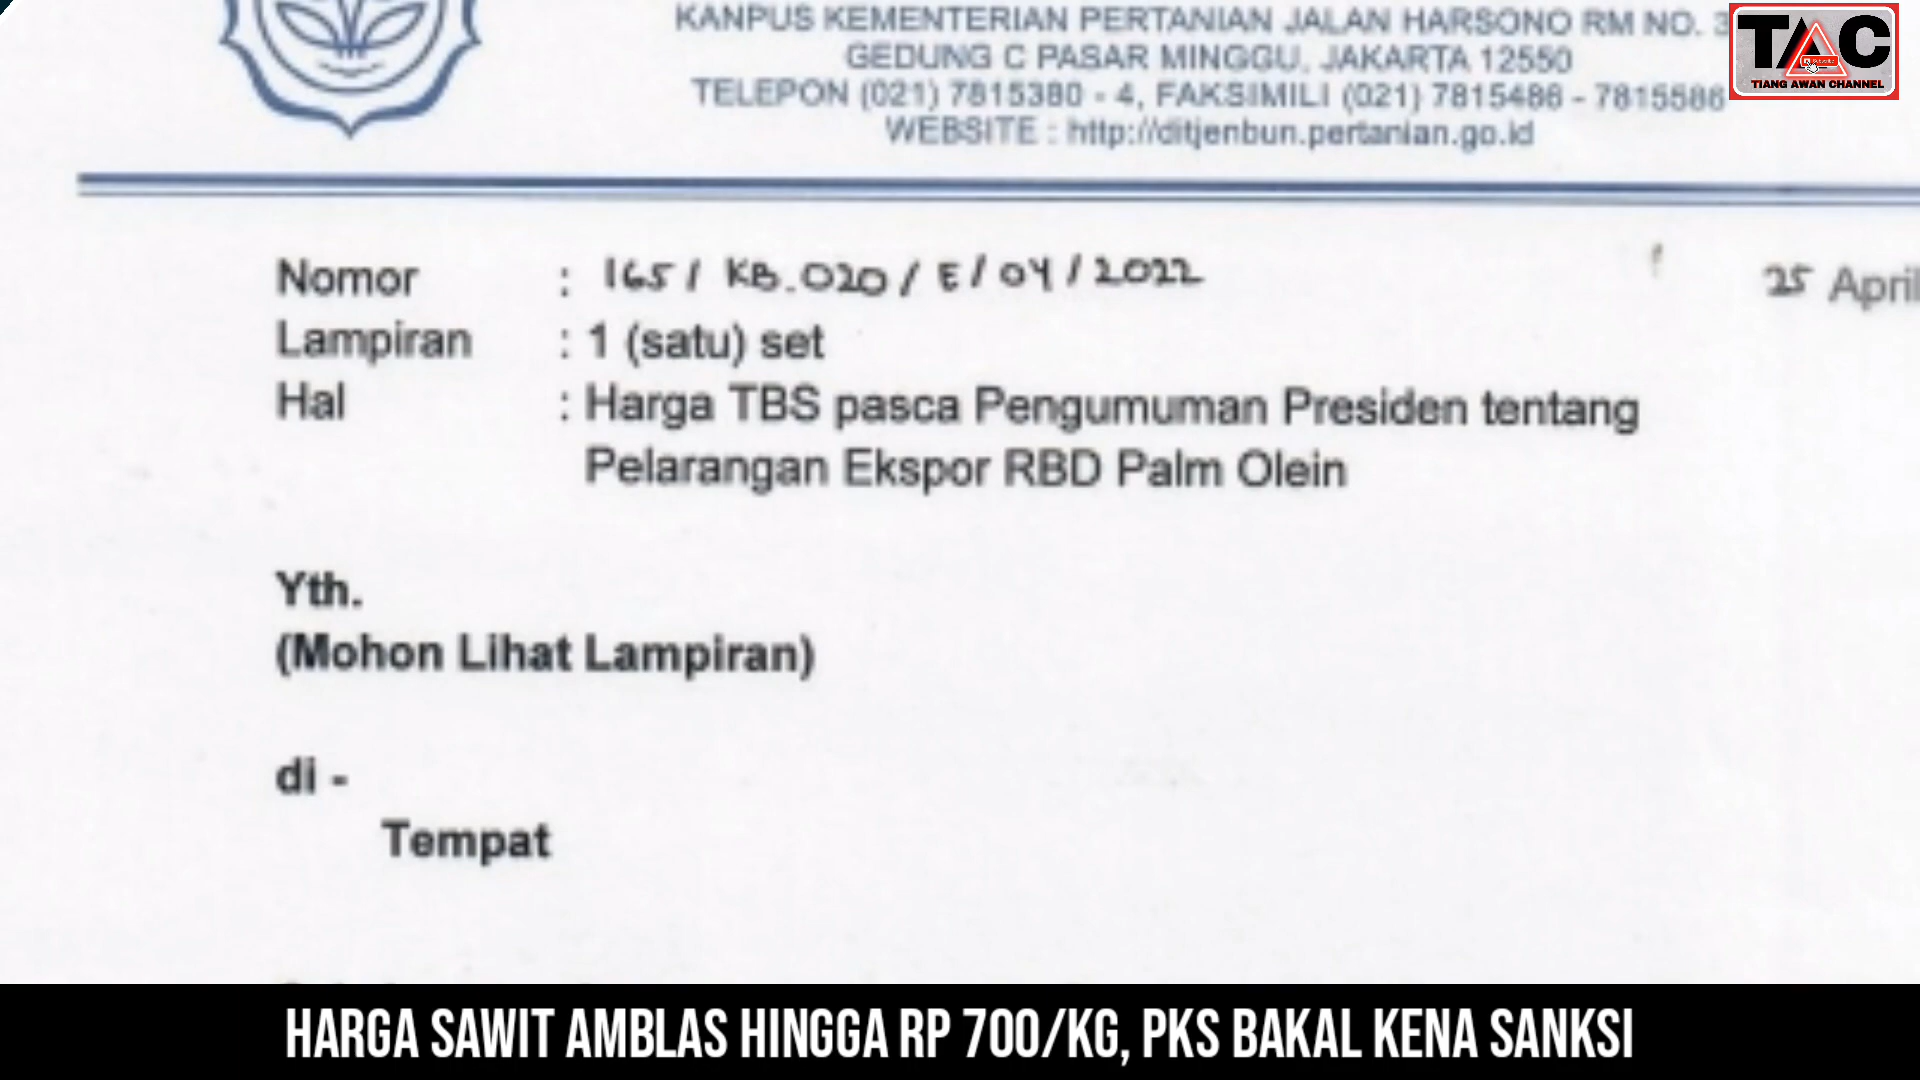 KANPUS KEMENTERIAN PERTANIAN JALAN HARSONO RM NO. 3
GEDUNG C PASAR MINGGU, JAKARTA 12550
TELEPON (021) 7815380 - 4, FAKSIMILI (021) 7815486 - 7815586
WEBSITE : http://ditjenbun.pertanian.go.id
TAC
TIANG AWAN CHANNEL
Nomor : 165 / KB.020 / E / 04 / 2022
25 April
Lampiran : 1 (satu) set
Hal : Harga TBS pasca Pengumuman Presiden tentang
Pelarangan Ekspor RBD Palm Olein
Yth.
(Mohon Lihat Lampiran)
di -
Tempat
HARGA SAWIT AMBLAS HINGGA RP 700/KG, PKS BAKAL KENA SANKSI